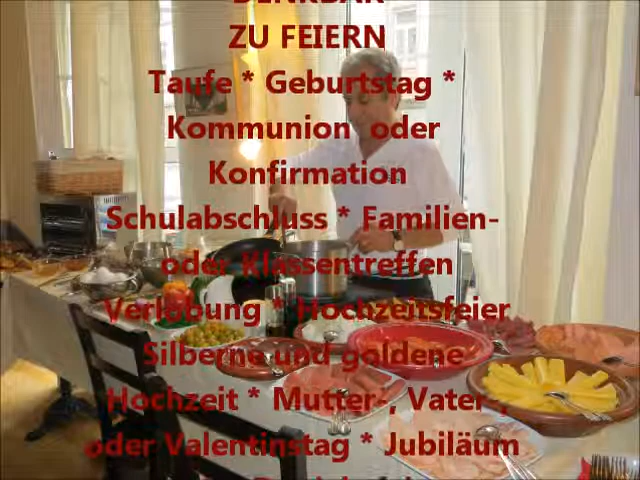 DENKBAR
ZU FEIERN
Taufe * Geburtstag *
Kommunion oder
Konfirmation
Schulabschluss * Familien-
oder Klassentreffen
Verlobung * Hochzeitsfeier
Silberne und goldene
Hochzeit * Mutter-, Vater-,
oder Valentinstag * Jubiläum